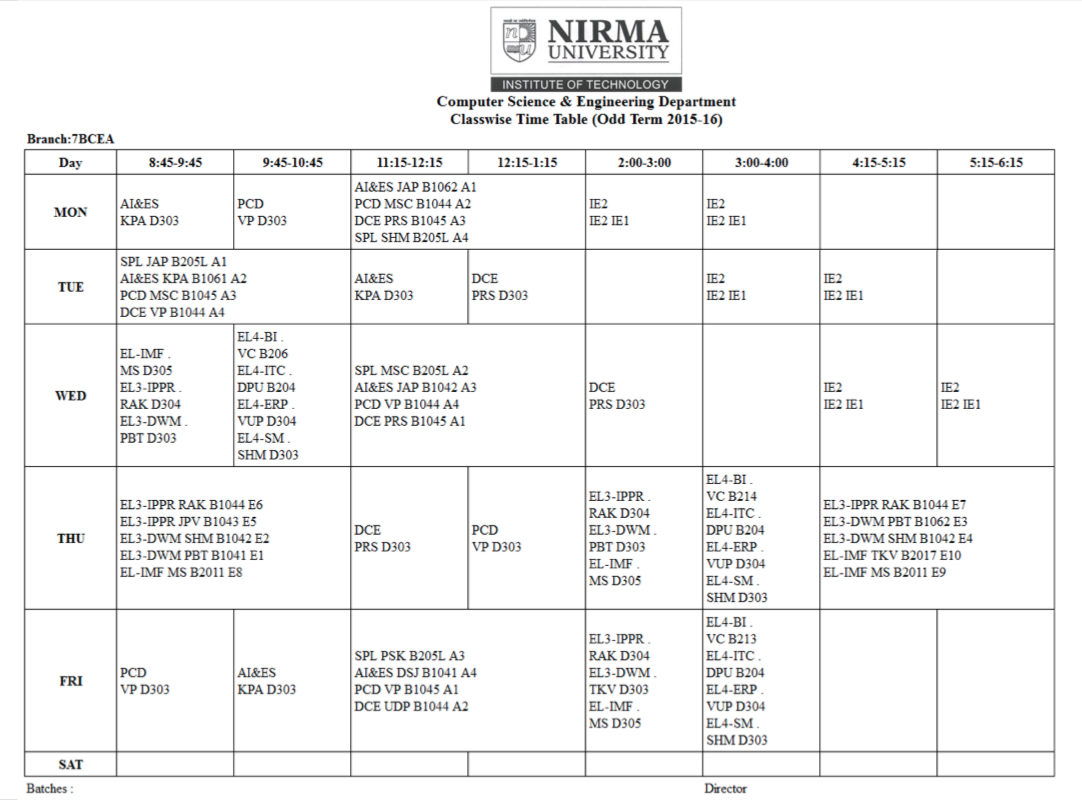 NIRMA
UNIVERSITY
INSTITUTE OF TECHNOLOGY
Computer Science & Engineering Department
Classwise Time Table (Odd Term 2015-16)
Branch:7BCEA
Day 8:45-9:45 9:45-10:45 11:15-12:15 12:15-1:15 2:00-3:00 3:00-4:00 4:15-5:15 5:15-6:15
MON
AI&ES
KPA D303
PCD
VP D303
AI&ES JAP B1062 A1
PCD MSC B1044 A2
DCE PRS B1045 A3
SPL SHM B205L A4
IE2
IE2 IE1
IE2
IE2 IE1
TUE
SPL JAP B205L A1
AI&ES KPA B1061 A2
PCD MSC B1045 A3
DCE VP B1044 A4
AI&ES
KPA D303
DCE
PRS D303
IE2
IE2 IE1
IE2
IE2 IE1
WED
EL-IMF .
MS D305
EL3-IPPR .
RAK D304
EL3-DWM .
PBT D303
EL4-BI .
VC B206
EL4-ITC .
DPU B204
EL4-ERP .
VUP D304
EL4-SM .
SHM D303
SPL MSC B205L A2
AI&ES JAP B1042 A3
PCD VP B1044 A4
DCE PRS B1045 A1
DCE
PRS D303
IE2
IE2 IE1
IE2
IE2 IE1
THU
EL3-IPPR RAK B1044 E6
EL3-IPPR JPV B1043 E5
EL3-DWM SHM B1042 E2
EL3-DWM PBT B1041 E1
EL-IMF MS B2011 E8
DCE
PRS D303
PCD
VP D303
EL3-IPPR .
RAK D304
EL3-DWM .
PBT D303
EL-IMF .
MS D305
EL4-BI .
VC B214
EL4-ITC .
DPU B204
EL4-ERP .
VUP D304
EL4-SM .
SHM D303
EL3-IPPR RAK B1044 E7
EL3-DWM PBT B1062 E3
EL3-DWM SHM B1042 E4
EL-IMF TKV B2017 E10
EL-IMF MS B2011 E9
FRI
PCD
VP D303
AI&ES
KPA D303
SPL PSK B205L A3
AI&ES DSJ B1041 A4
PCD VP B1045 A1
DCE UDP B1044 A2
EL3-IPPR .
RAK D304
EL3-DWM .
TKV D303
EL-IMF .
MS D305
EL4-BI .
VC B213
EL4-ITC .
DPU B204
EL4-ERP .
VUP D304
EL4-SM .
SHM D303
SAT
Batches : Director